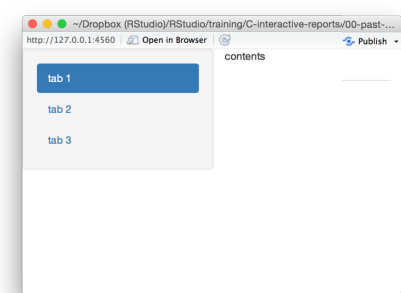 ~/Dropbox (RStudio)/RStudio/training/C-interactive-reports/00-past-...
http://127.0.0.1:4560 Open in Browser Publish
tab 1
contents
tab 2
tab 3